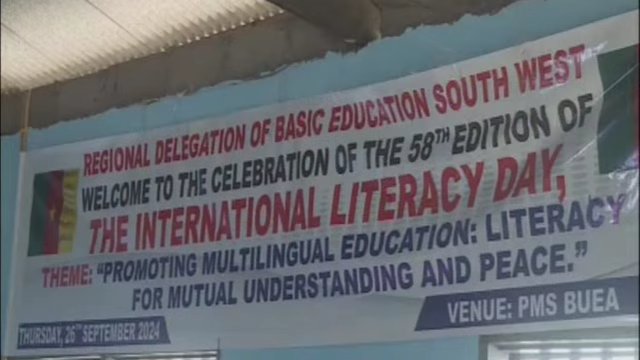 REGIONAL DELEGATION OF BASIC EDUCATION SOUTH WEST
WELCOME TO THE CELEBRATION OF THE 58TH EDITION OF
THE INTERNATIONAL LITERACY DAY,
THEME: "PROMOTING MULTILINGUAL EDUCATION: LITERACY
FOR MUTUAL UNDERSTANDING AND PEACE."
THURSDAY, 26TH SEPTEMBER 2024
VENUE: PMS BUEA